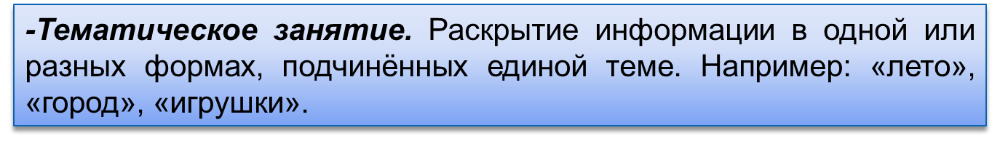 -Тематическое занятие. Раскрытие информации в одной или
разных формах, подчинённых единой теме. Например: «лето»,
«город», «игрушки».